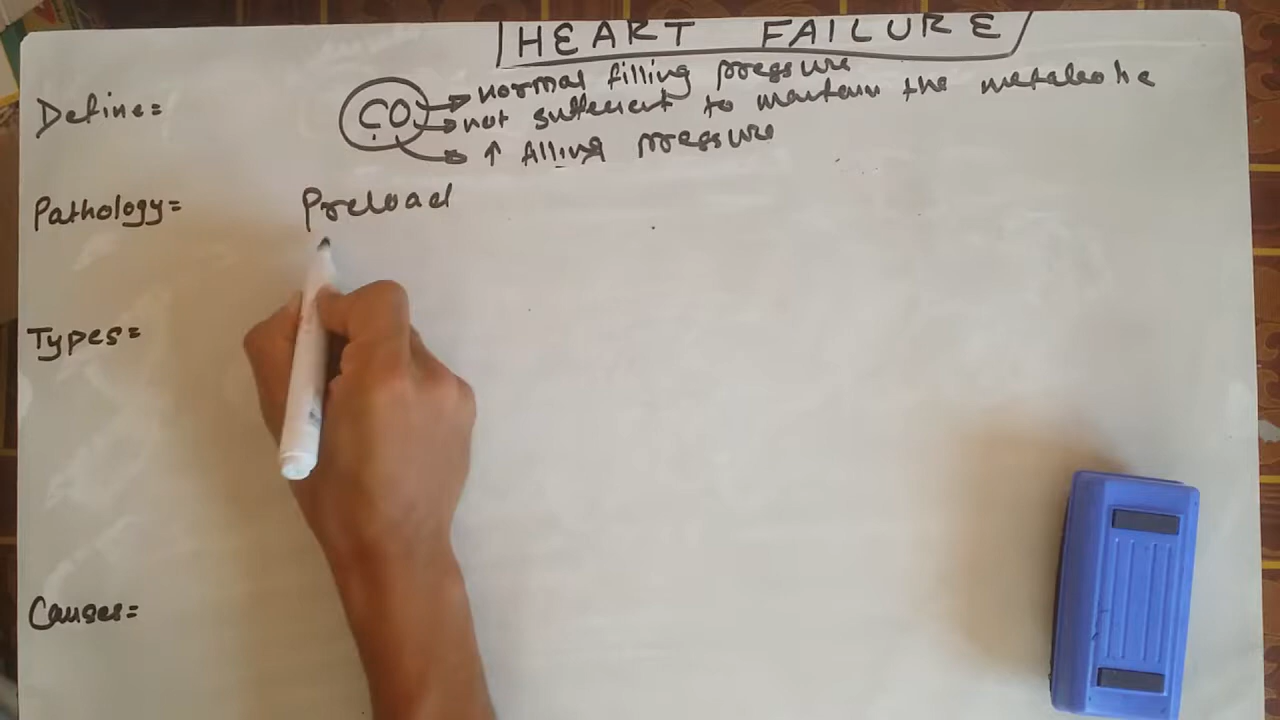 HEART FAILURE
Define=
CO
normal filling pressure
not sufficient to maintain the metabolic
↑ filling pressure
Pathology= Preload
Types=
Causes=